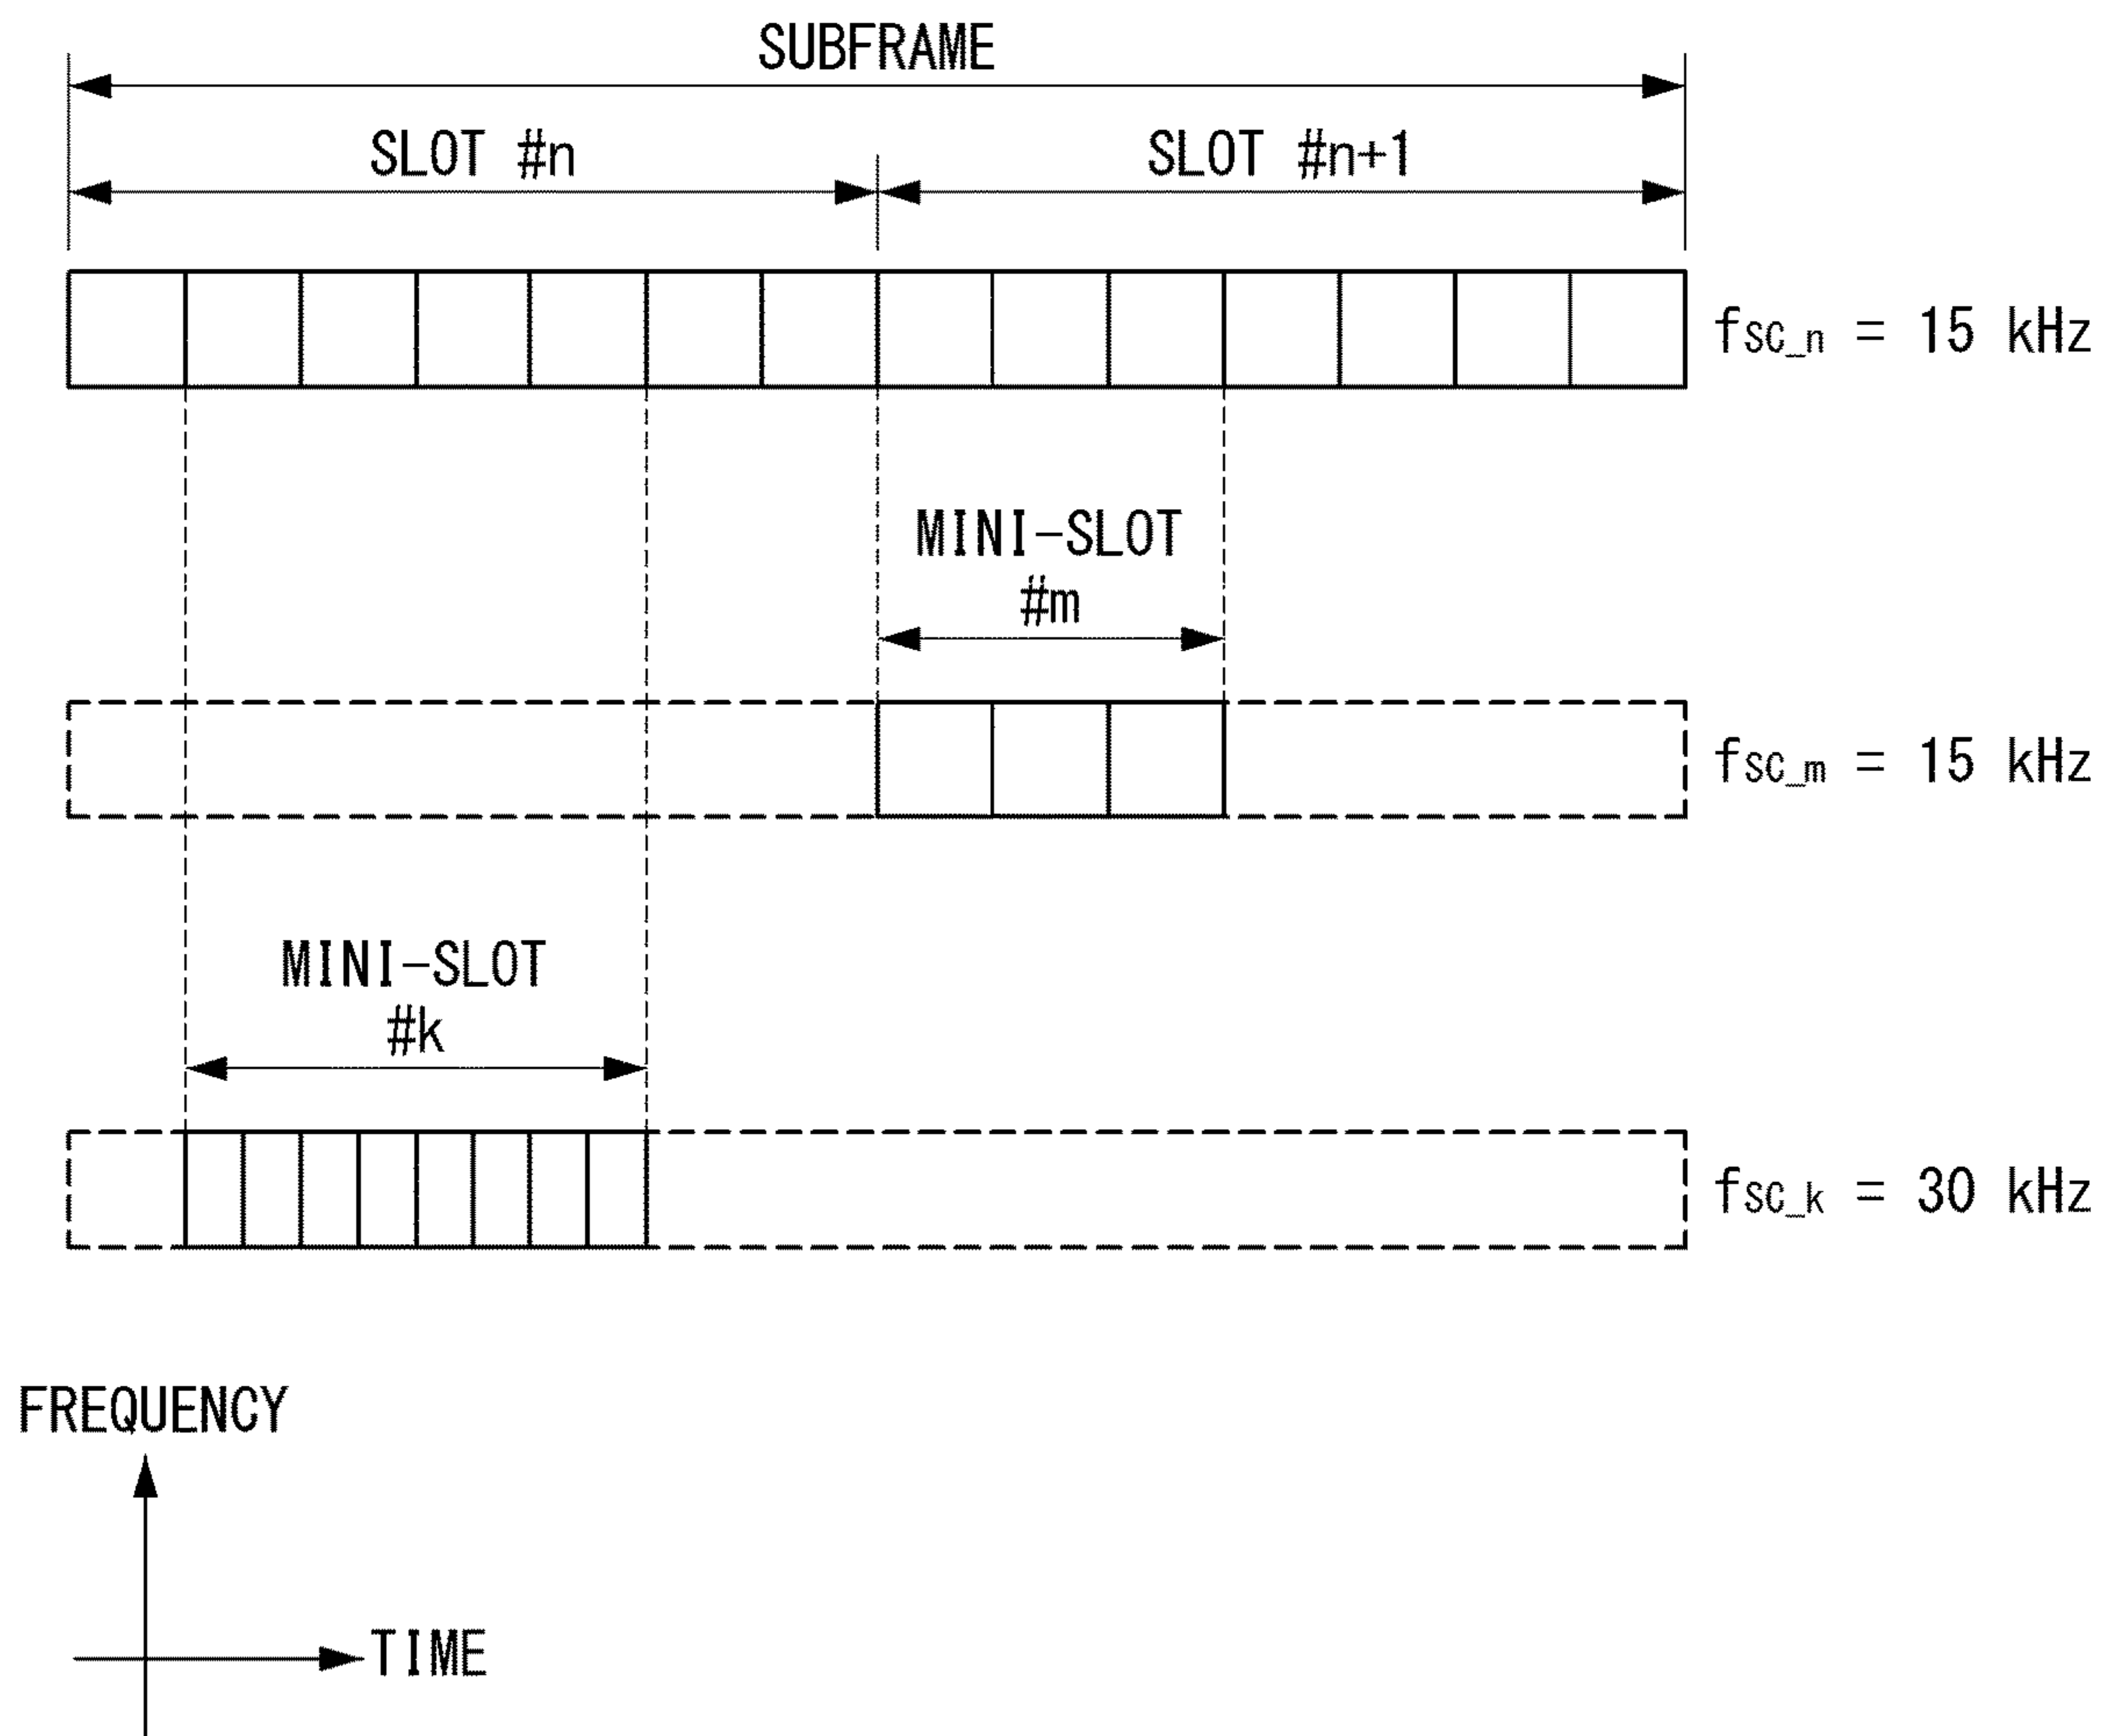 SUBFRAME
SLOT #n
SLOT #n+1
fSC_n = 15 kHz
MINI-SLOT
#m
fSC_m = 15 kHz
MINI-SLOT
#k
fSC_k = 30 kHz
FREQUENCY
TIME